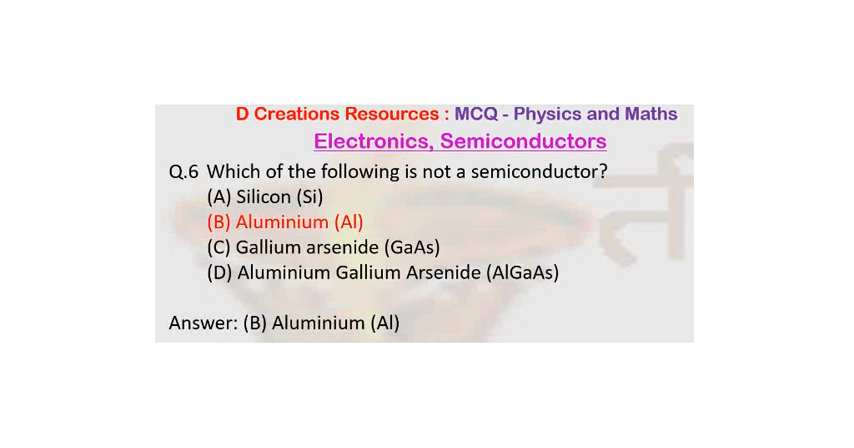 D Creations Resources : MCQ - Physics and Maths
Electronics, Semiconductors
Q.6 Which of the following is not a semiconductor?
(A) Silicon (Si)
(B) Aluminium (Al)
(C) Gallium arsenide (GaAs)
(D) Aluminium Gallium Arsenide (AlGaAs)
Answer: (B) Aluminium (Al)